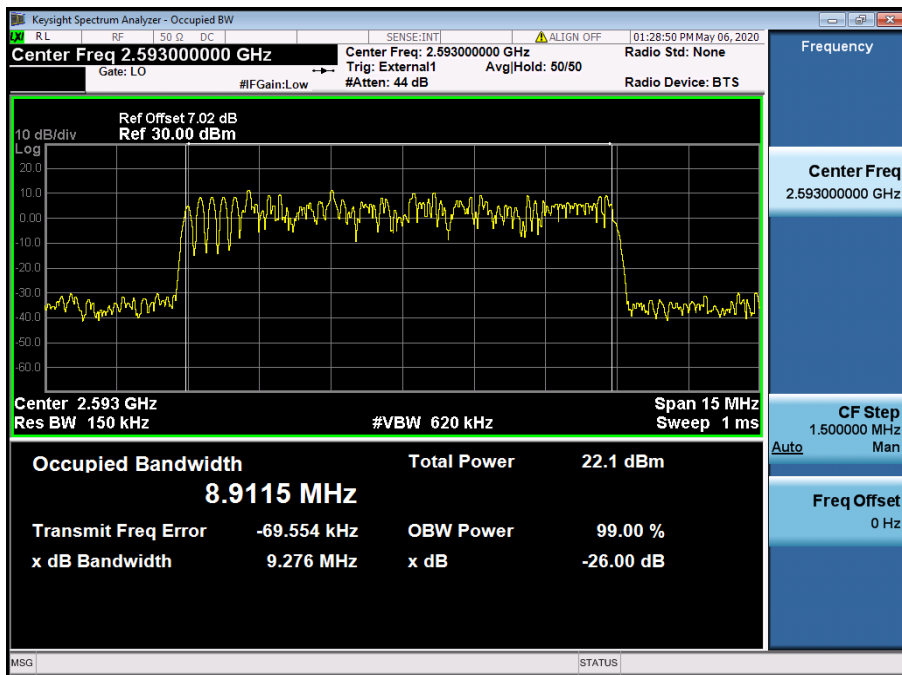 Keysight Spectrum Analyzer - Occupied BW
LXI RL RF 50 Ω DC SENSE:INT ALIGN OFF 01:28:50 PM May 06, 2020
Center Freq 2.593000000 GHz
Gate: LO
#IFGain:Low
Center Freq: 2.593000000 GHz
Trig: External1 Avg|Hold: 50/50
#Atten: 44 dB
Radio Std: None
Radio Device: BTS
Ref Offset 7.02 dB
10 dB/div Ref 30.00 dBm
Log
20.0
10.0
0.00
-10.0
-20.0
-30.0
-40.0
-50.0
-60.0
Center 2.593 GHz Span 15 MHz
Res BW 150 kHz #VBW 620 kHz Sweep 1 ms
Occupied Bandwidth Total Power 22.1 dBm
8.9115 MHz
Transmit Freq Error -69.554 kHz OBW Power 99.00 %
x dB Bandwidth 9.276 MHz x dB -26.00 dB
Frequency
Center Freq
2.593000000 GHz
CF Step
1.500000 MHz
Auto Man
Freq Offset
0 Hz
MSG STATUS